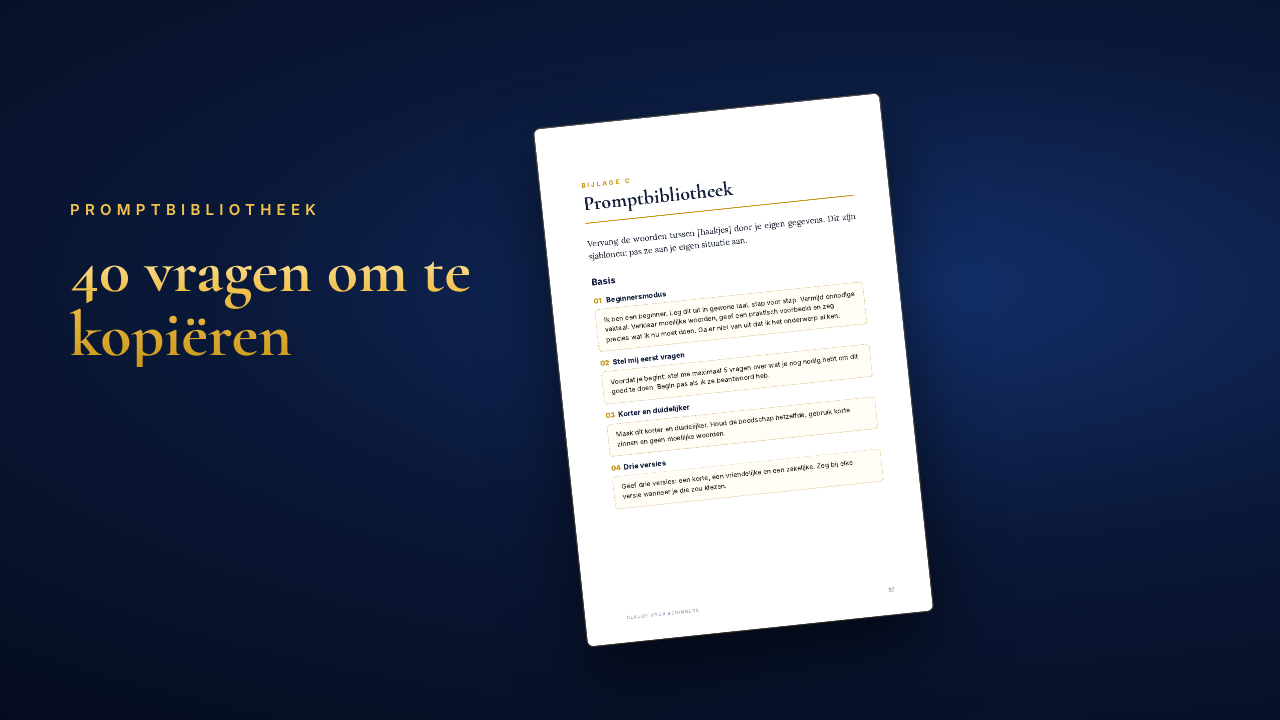 PROMPTBIBLIOTHEEK
40 vragen om te
kopiëren
BIJLAGE C
Promptbibliotheek
Vervang de woorden tussen [haakjes] door je eigen gegevens. Dit zijn
sjablonen: pas ze aan je eigen situatie aan.
Basis
01 Beginnersmodus
Ik ben een beginner. Leg dit uit in gewone taal, stap voor stap. Vermijd onnodige
vaktaal. Verklaar moeilijke woorden, geef een praktisch voorbeeld en zeg
precies wat ik nu moet doen. Ga er niet van uit dat ik het onderwerp al ken.
02 Stel mij eerst vragen
Voordat je begint: stel me maximaal 5 vragen over wat je nog nodig hebt om dit
goed te doen. Begin pas als ik ze beantwoord heb.
03 Korter en duidelijker
Maak dit korter en duidelijker. Houd de boodschap hetzelfde, gebruik korte
zinnen en geen moeilijke woorden.
04 Drie versies
Geef drie versies: een korte, een vriendelijke en een zakelijke. Zeg bij elke
versie wanneer je die zou kiezen.
CLAUDE VOOR BEGINNERS